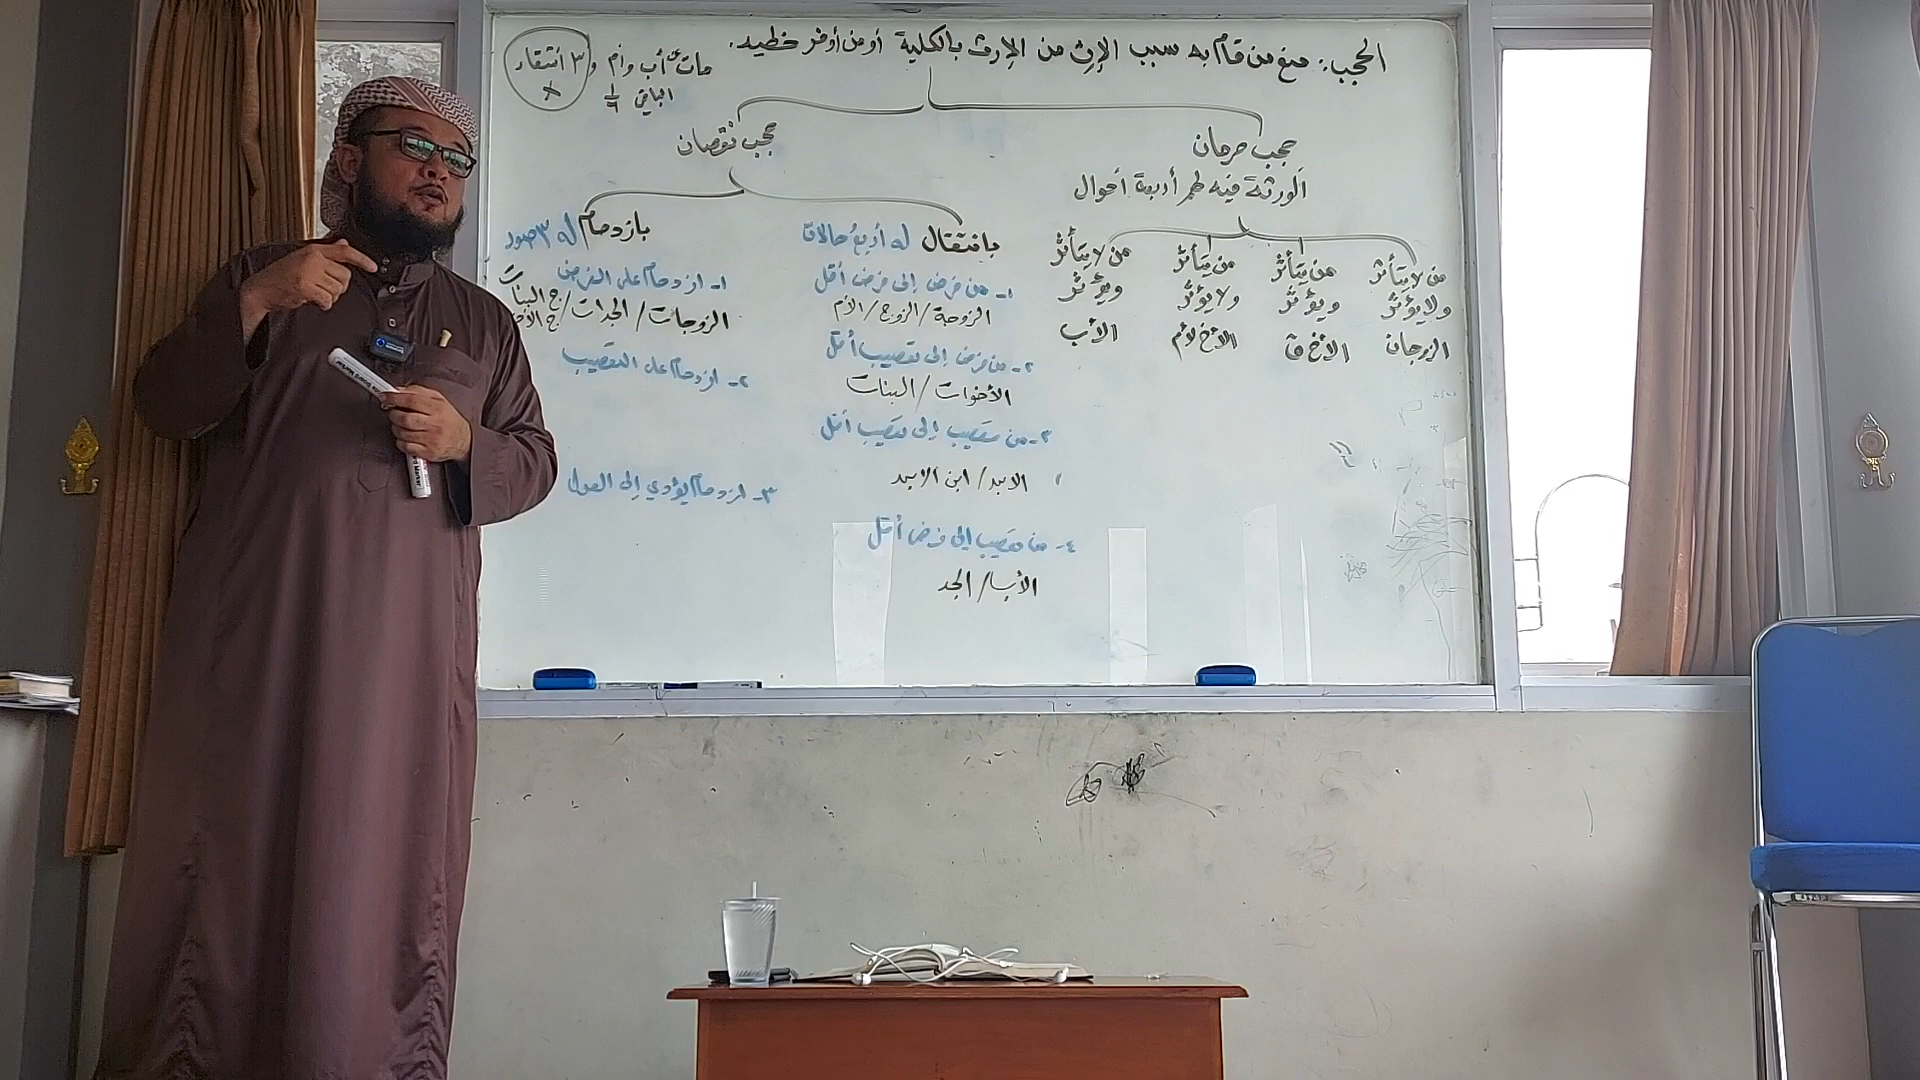 الحجب: منع من قام به سبب الإرث من الإرث بالكلية أو من أوفر حظيه.
مات عن أب وأم و ٣ أشقاء
الباقي ١/٦ ×
حجب حرمان
الورثة فيه لهم أربعة أحوال
من لا يتأثر ولا يؤثر
الزوجان
من يتأثر ويؤثر
الأخ ق
من يتأثر ولا يؤثر
الأخ لأم
من لا يتأثر ويؤثر
الأب
حجب نقصان
بانتقال له أربع حالات
١- من فرض إلى فرض أقل
الزوجة / الزوج / الأم
٢- من فرض إلى تعصيب أقل
الأخوات / البنات
٣- من تعصيب إلى تعصيب أقل
٤- من تعصيب إلى فرض أقل
الأب / الجد
بازدحام له ٣ صور
١- ازدحام على الفرض
الزوجات / الجدات / ج البنات
٢- ازدحام على التعصيب
٣- ازدحام يؤدي إلى العول